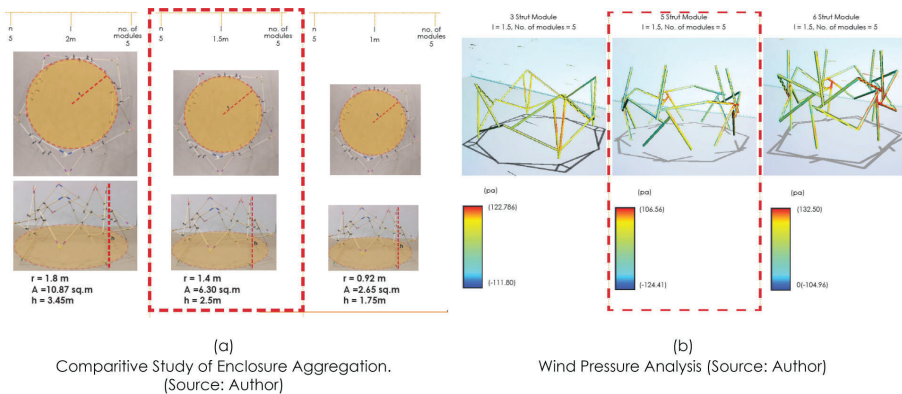 n
5
l
2m
no. of
modules
5
n
5
l
1.5m
no. of
modules
5
n
5
l
1m
no. of
modules
5
r = 1.8 m
A =10.87 sq.m
h = 3.45m
r = 1.4 m
A =6.30 sq.m
h = 2.5m
r = 0.92 m
A =2.65 sq.m
h = 1.75m
h
h
h
(a)
Comparitive Study of Enclosure Aggregation.
(Source: Author)
3 Strut Module
l = 1.5, No. of modules = 5
5 Strut Module
l = 1.5, No. of modules = 5
6 Strut Module
l = 1.5, No. of modules = 5
(pa)
(122.786)
(-111.80)
(pa)
(106.56)
(-124.41)
(pa)
(132.50)
0(-104.96)
(b)
Wind Pressure Analysis (Source: Author)